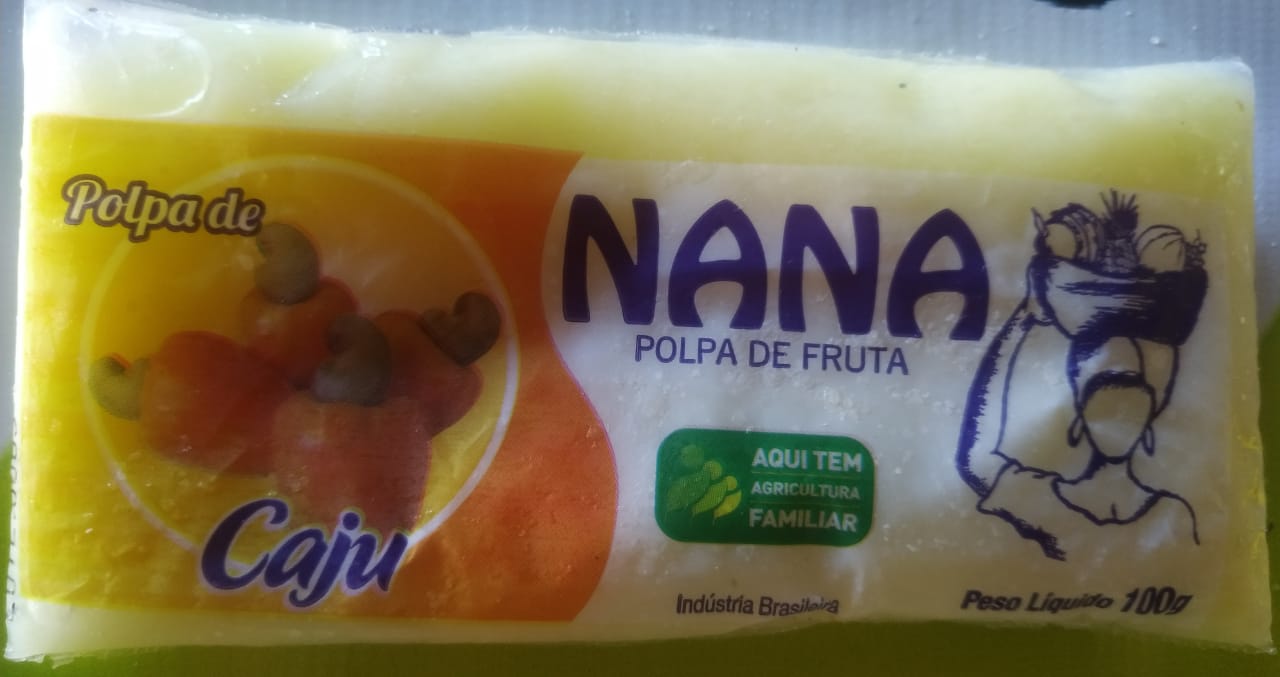 Polpa de
Caju
NANA
POLPA DE FRUTA
AQUI TEM
AGRICULTURA
FAMILIAR
Indústria Brasileira
Peso Líquido 100g